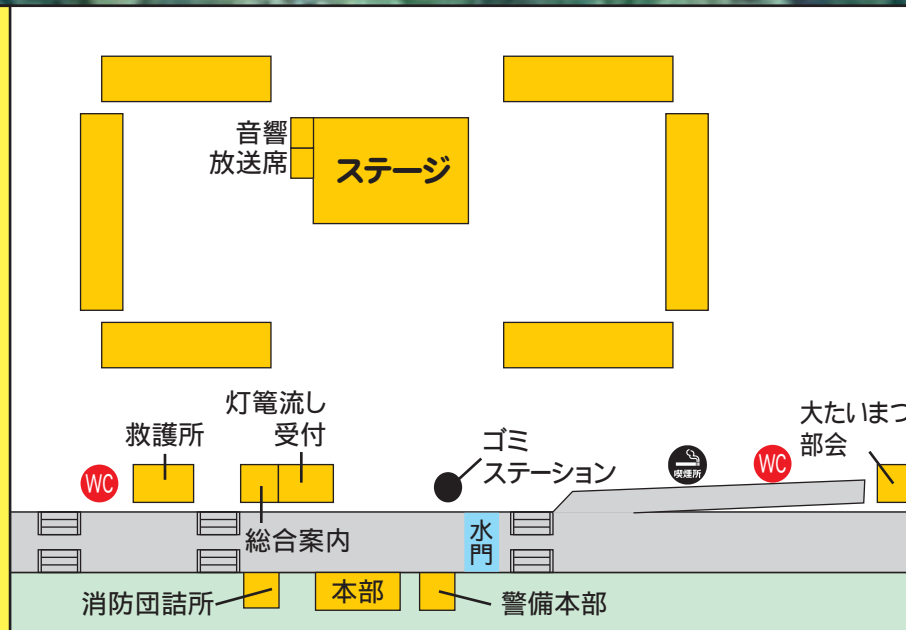 音響
放送席
ステージ
灯籠流し
受付
救護所
ゴミ
ステーション
大たいまつ
部会
WC
喫煙所
WC
総合案内
水門
消防団詰所
本部
警備本部